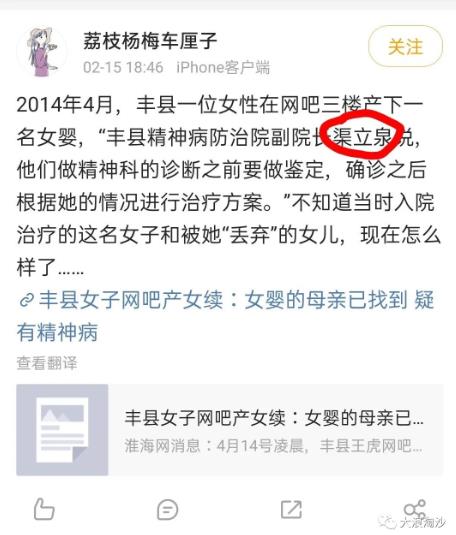 荔枝杨梅车厘子
关注
02-15 18:46 iPhone客户端
2014年4月，丰县一位女性在网吧三楼产下一
名女婴，“丰县精神病防治院副院长渠立泉说，
他们做精神科的诊断之前要做鉴定，确诊之后
根据她的情况进行治疗方案。”不知道当时入院
治疗的这名女子和被她“丢弃”的女儿，现在怎么
样了……
丰县女子网吧产女续：女婴的母亲已找到 疑
有精神病
查看翻译
丰县女子网吧产女续：女婴的母亲已...
淮海网消息：4月14号凌晨，丰县王虎网吧...
大浪淘沙